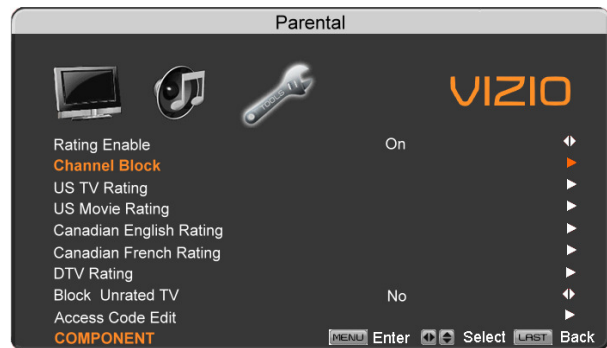 Parental
TOOLS
VIZIO
Rating Enable On
Channel Block
US TV Rating
US Movie Rating
Canadian English Rating
Canadian French Rating
DTV Rating
Block Unrated TV No
Access Code Edit
COMPONENT MENU Enter Select LAST Back